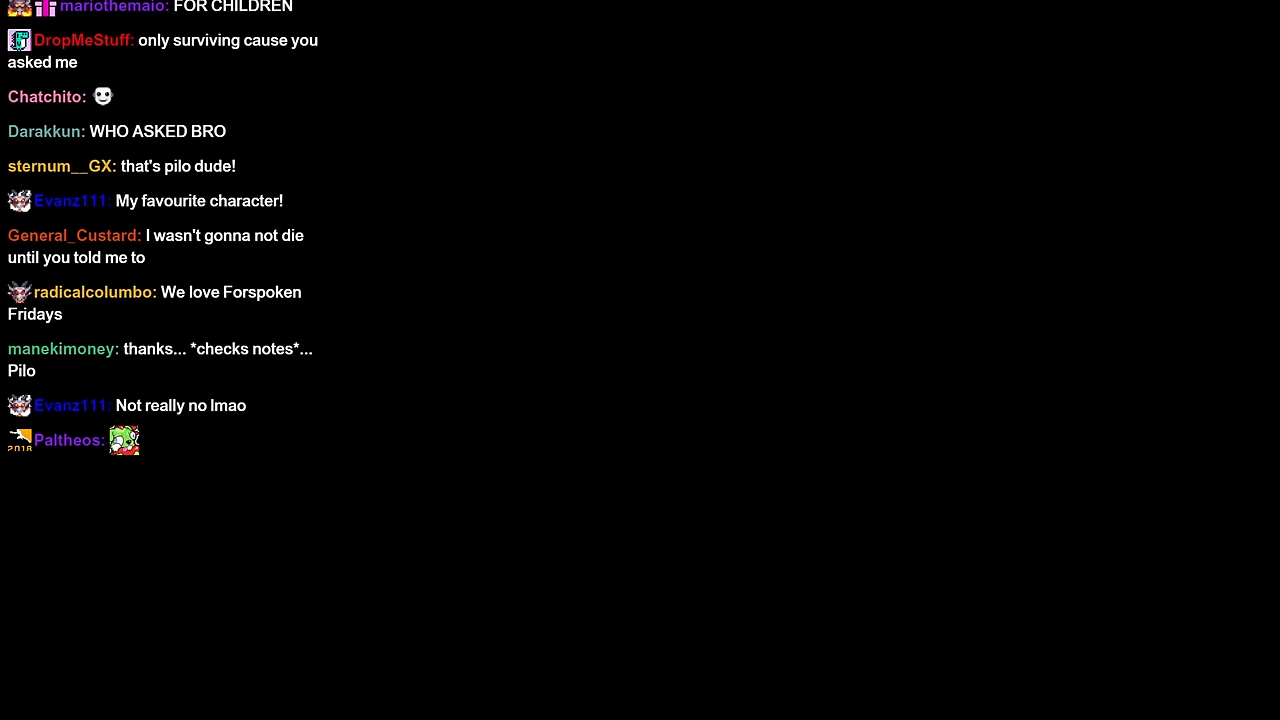 mariothemaio: FOR CHILDREN
DropMeStuff: only surviving cause you
asked me
Chatchito:
Darakkun: WHO ASKED BRO
sternum__GX: that's pilo dude!
Evanz111: My favourite character!
General_Custard: I wasn't gonna not die
until you told me to
radicalcolumbo: We love Forspoken
Fridays
manekimoney: thanks... *checks notes*...
Pilo
Evanz111: Not really no lmao
2018 Paltheos: